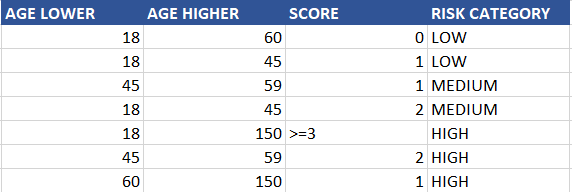 AGE LOWER AGE HIGHER SCORE RISK CATEGORY
18 60 0 LOW
18 45 1 LOW
45 59 1 MEDIUM
18 45 2 MEDIUM
18 150 >=3 HIGH
45 59 2 HIGH
60 150 1 HIGH